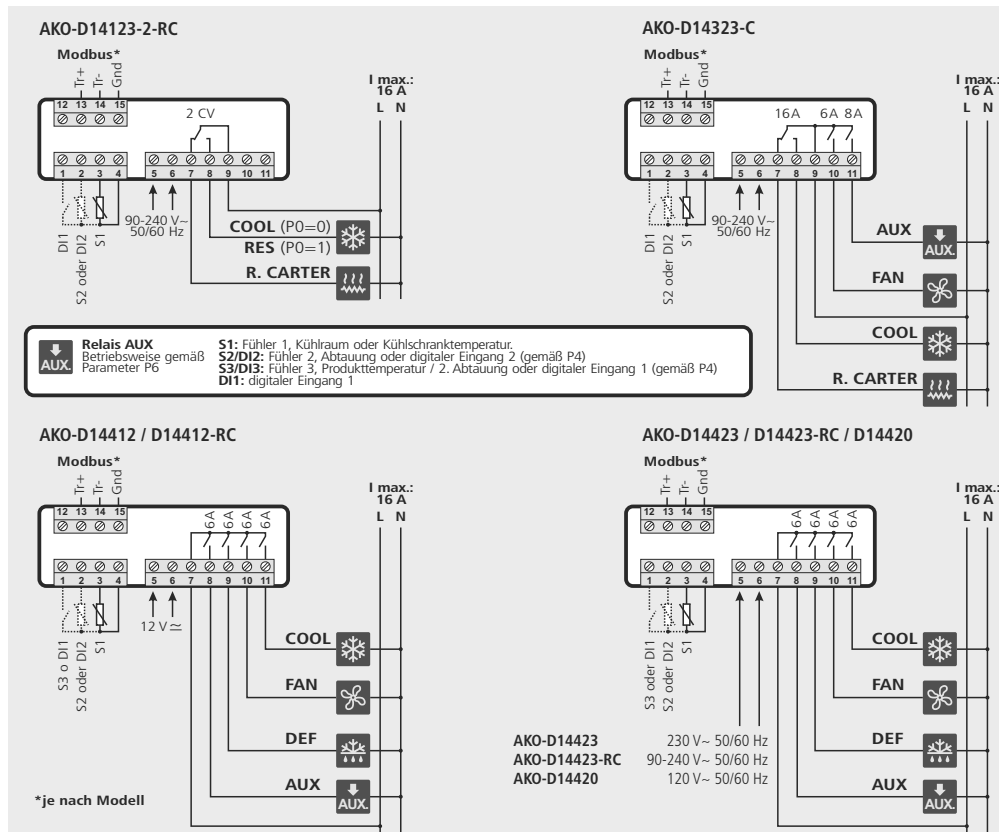 AKO-D14123-2-RC
Modbus*
Tr+
Tr-
Gnd
I max.:
16 A
L N
12 13 14 15
2 CV
1 2 3 4 5 6 7 8 9 10 11
DI1
S2 oder DI2
S1
90-240 V~
50/60 Hz
COOL (P0=0)
RES (P0=1)
R. CARTER
AKO-D14323-C
Modbus*
Tr+
Tr-
Gnd
I max.:
16 A
L N
12 13 14 15
16A 6A 8A
1 2 3 4 5 6 7 8 9 10 11
DI1
S2 oder DI2
S1
90-240 V~
50/60 Hz
AUX
AUX.
FAN
COOL
R. CARTER
AUX.
Relais AUX
Betriebsweise gemäß
Parameter P6
S1: Fühler 1, Kühlraum oder Kühlschranktemperatur.
S2/DI2: Fühler 2, Abtauung oder digitaler Eingang 2 (gemäß P4)
S3/DI3: Fühler 3, Produkttemperatur / 2. Abtauung oder digitaler Eingang 1 (gemäß P4)
DI1: digitaler Eingang 1
AKO-D14412 / D14412-RC
Modbus*
Tr+
Tr-
Gnd
I max.:
16 A
L N
12 13 14 15
6A 6A 6A 6A
1 2 3 4 5 6 7 8 9 10 11
S3 o DI1
S2 oder DI2
S1
12 V ≃
COOL
FAN
DEF
AUX
AUX.
*je nach Modell
AKO-D14423 / D14423-RC / D14420
Modbus*
Tr+
Tr-
Gnd
I max.:
16 A
L N
12 13 14 15
6A 6A 6A 6A
1 2 3 4 5 6 7 8 9 10 11
S3 oder DI1
S2 oder DI2
S1
COOL
FAN
DEF
AUX
AUX.
AKO-D14423 230 V~ 50/60 Hz
AKO-D14423-RC 90-240 V~ 50/60 Hz
AKO-D14420 120 V~ 50/60 Hz